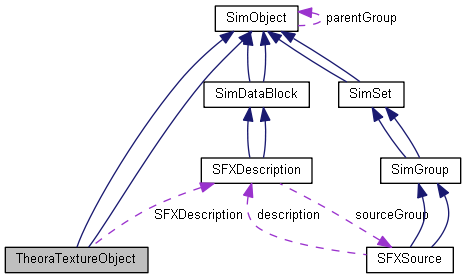 SimObject
parentGroup
SimDataBlock
SimSet
SFXDescription
SimGroup
SFXDescription
description
sourceGroup
TheoraTextureObject
SFXSource